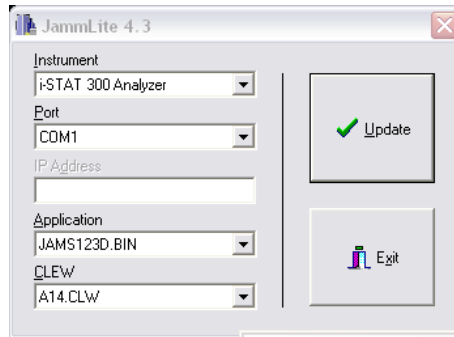 JammLite 4.3
Instrument
i-STAT 300 Analyzer
Port
COM1
IP Address
Application
JAMS123D.BIN
CLEW
A14.CLW
Update
Exit